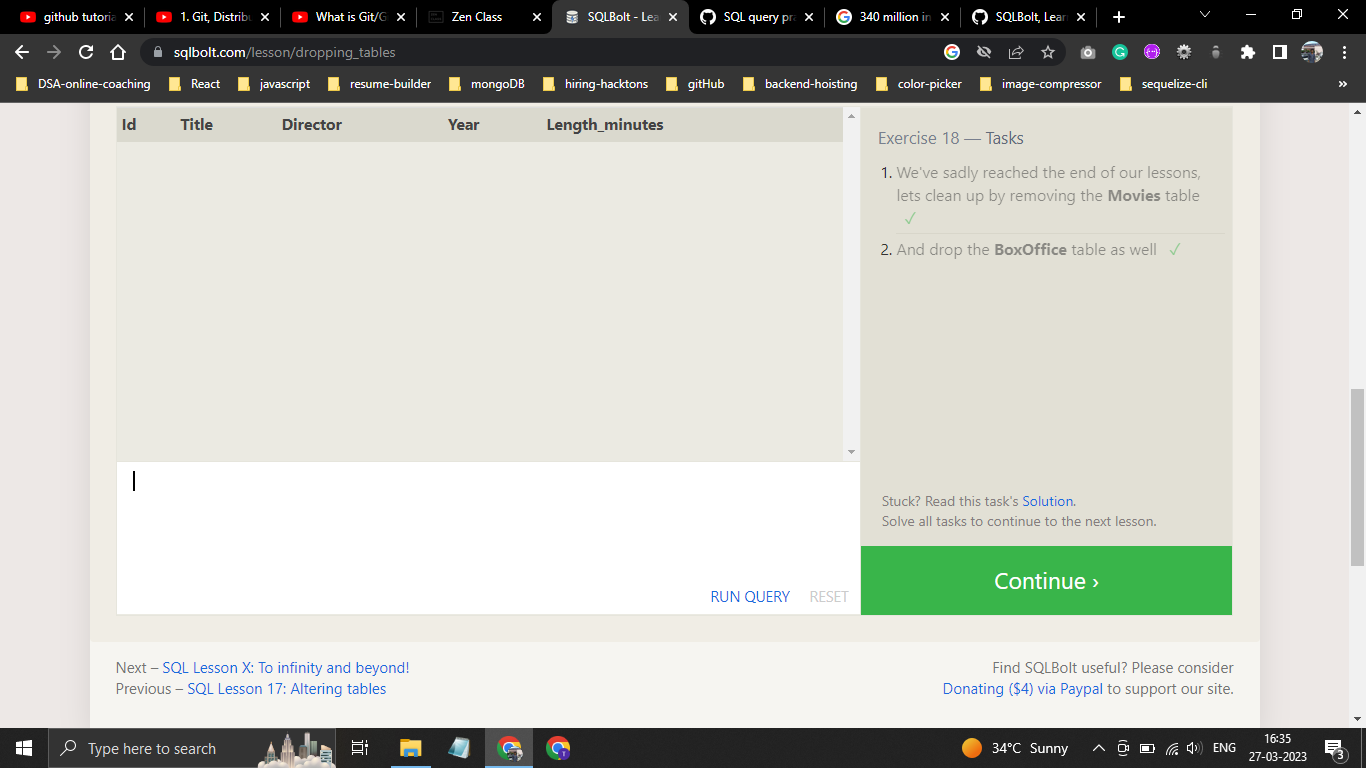 github tutoria
1. Git, Distrib
What is Git/G
Zen Class
SQLBolt - Lea
SQL query pra
340 million in
SQLBolt, Lear
sqlbolt.com/lesson/dropping_tables
DSA-online-coaching
React
javascript
resume-builder
mongoDB
hiring-hacktons
gitHub
backend-hoisting
color-picker
image-compressor
sequelize-cli
»
Id Title Director Year Length_minutes
Exercise 18 — Tasks
1. We've sadly reached the end of our lessons,
lets clean up by removing the Movies table
✓
2. And drop the BoxOffice table as well ✓
Stuck? Read this task's Solution.
Solve all tasks to continue to the next lesson.
Continue ›
RUN QUERY RESET
Next – SQL Lesson X: To infinity and beyond!
Previous – SQL Lesson 17: Altering tables
Find SQLBolt useful? Please consider
Donating ($4) via Paypal to support our site.
Type here to search
34°C Sunny
ENG
16:35
27-03-2023
3